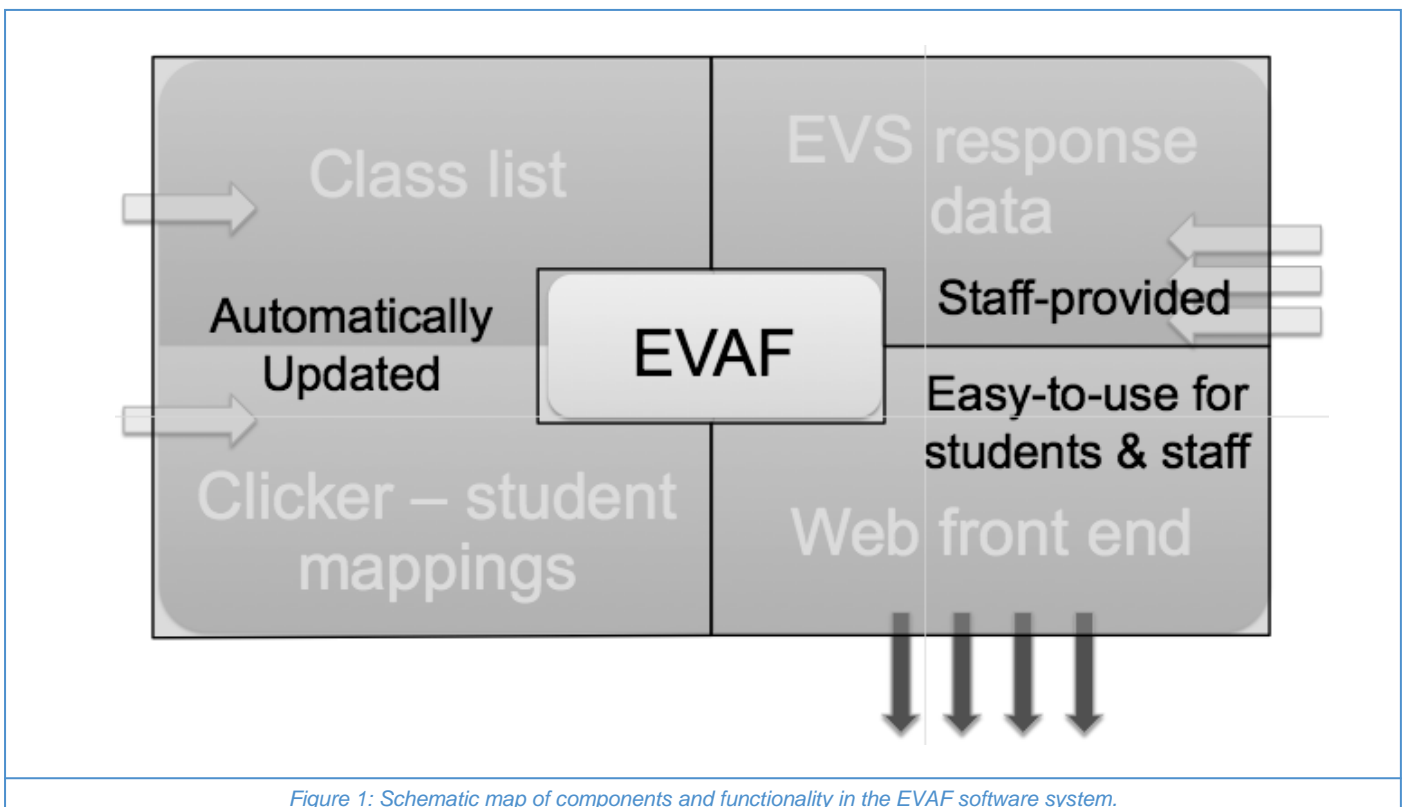 Class list
EVS response
data
Automatically
Updated
Staff-provided
EVAF
Easy-to-use for
students & staff
Clicker – student
mappings
Web front end
Figure 1: Schematic map of components and functionality in the EVAF software system.